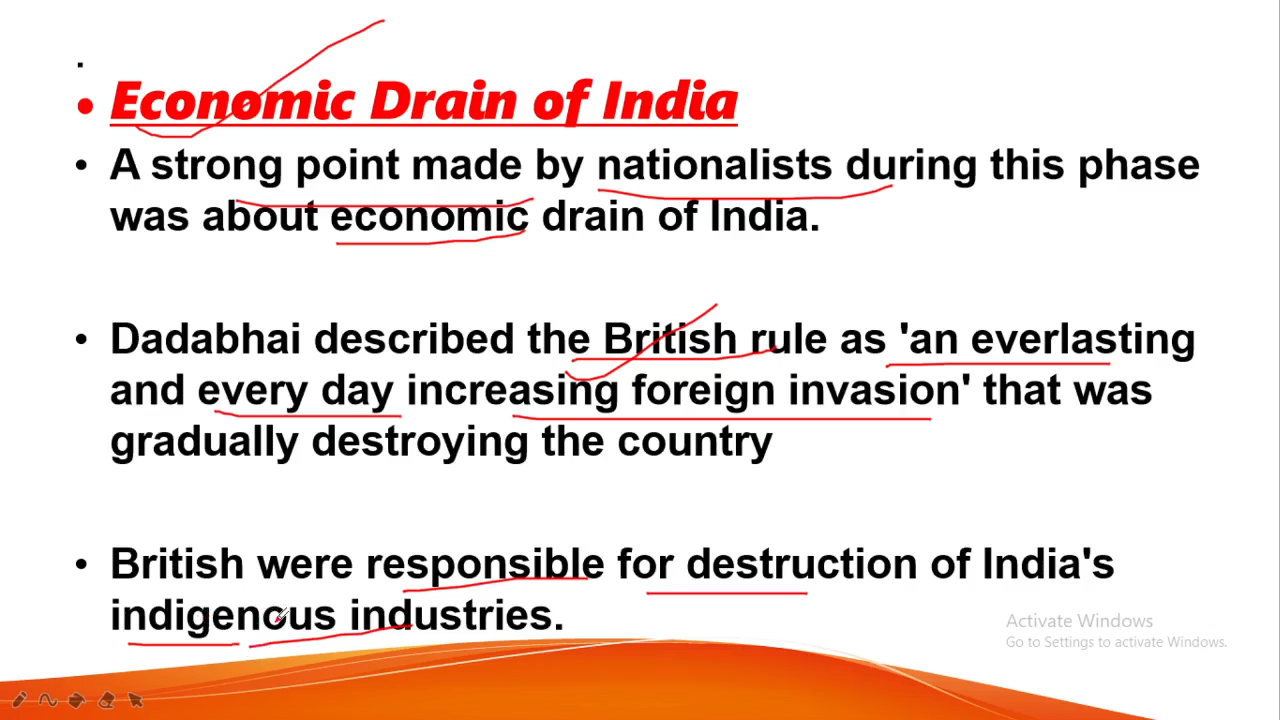 .
• Economic Drain of India
• A strong point made by nationalists during this phase
was about economic drain of India.
• Dadabhai described the British rule as 'an everlasting
and every day increasing foreign invasion' that was
gradually destroying the country
• British were responsible for destruction of India's
indigenous industries.
Activate Windows
Go to Settings to activate Windows.